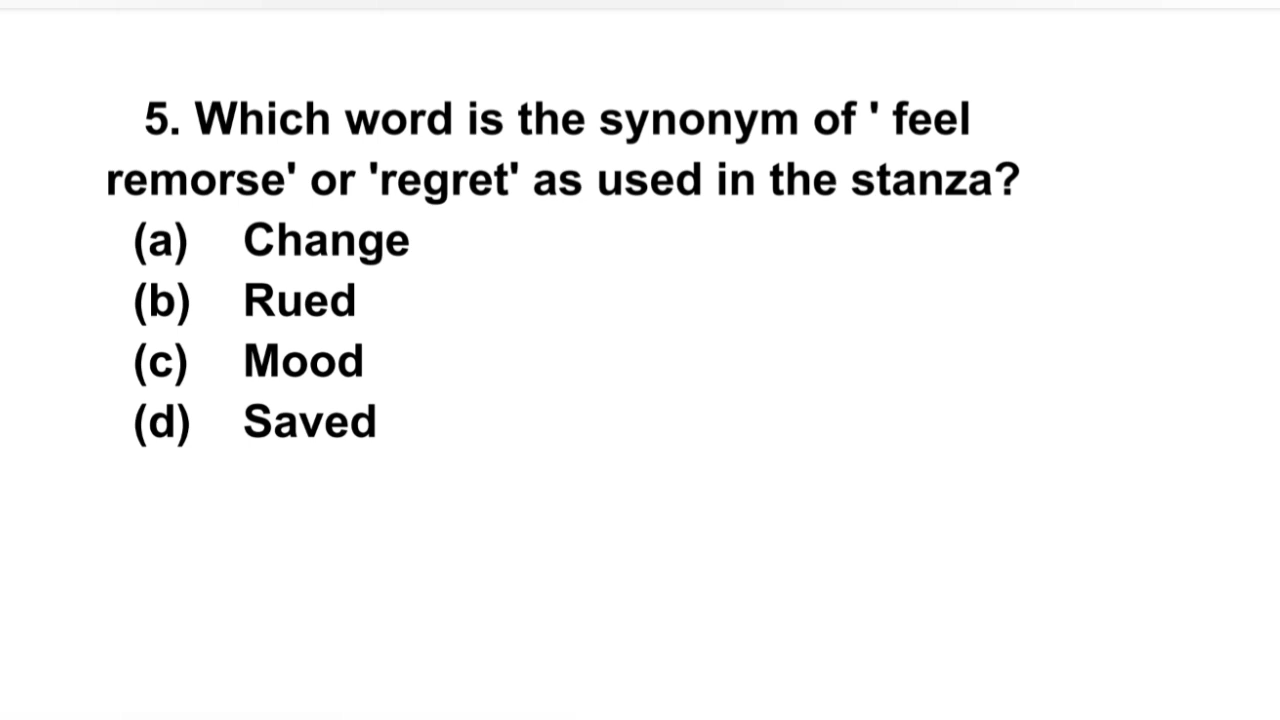 5. Which word is the synonym of ' feel
remorse' or 'regret' as used in the stanza?
(a) Change
(b) Rued
(c) Mood
(d) Saved